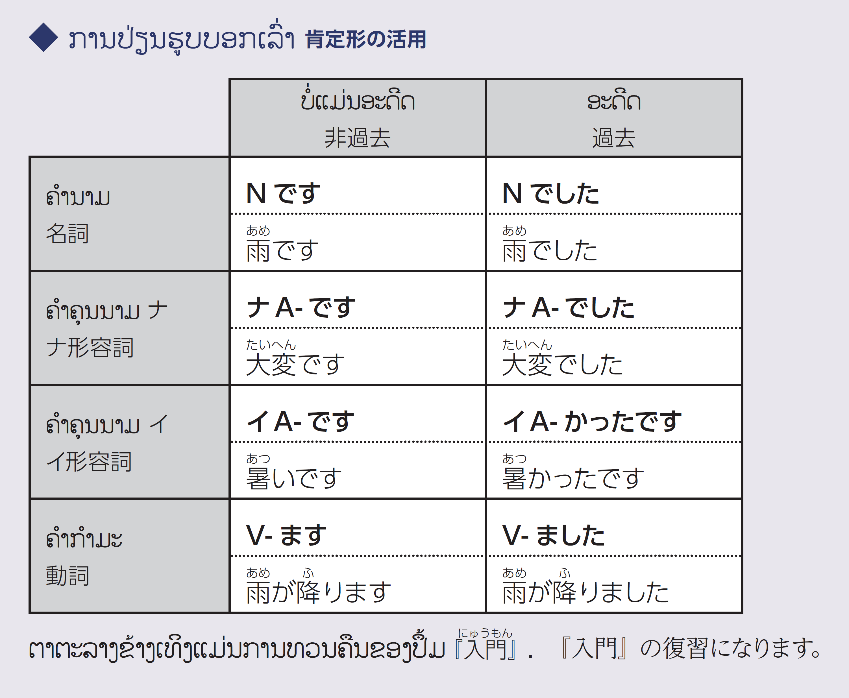 ◆ ການປ່ຽນຮູບບອກເລົ່າ 肯定形の活用
ບໍ່ແມ່ນອະດີດ
非過去
ອະດີດ
過去
ຄຳນາມ
名詞
N です
N でした
あめ
雨です
あめ
雨でした
ຄຳຄຸນນາມ ナ
ナ形容詞
ナ A- です
ナ A- でした
たいへん
大変です
たいへん
大変でした
ຄຳຄຸນນາມ イ
イ形容詞
イ A- です
イ A- かったです
あつ
暑いです
あつ
暑かったです
ຄຳກຳມະ
動詞
V- ます
V- ました
あめ ふ
雨が降ります
あめ ふ
雨が降りました
にゅうもん
ຕາຕະລາງຂ້າງເທິງແມ່ນການທວນຄືນຂອງປຶ້ມ『入門』. 『入門』の復習になります。